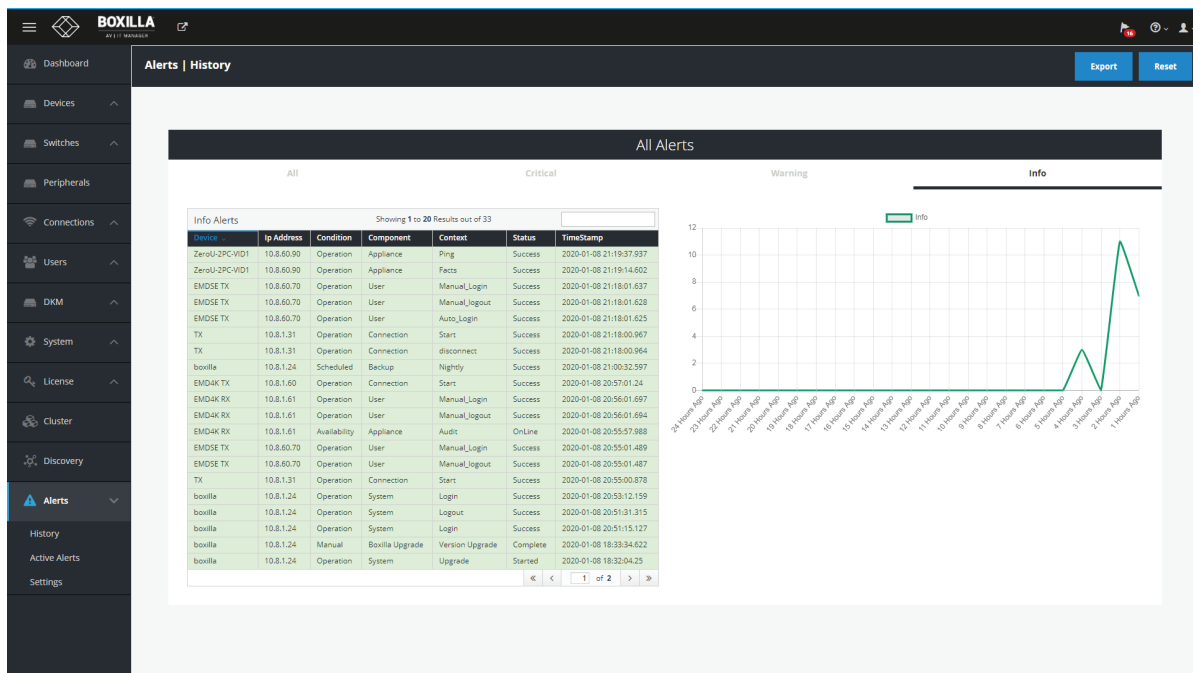 BOXILLA
AV | IT MANAGER
16
Dashboard
Devices
Switches
Peripherals
Connections
Users
DKM
System
License
Cluster
Discovery
Alerts
History
Active Alerts
Settings
Alerts | History
Export
Reset
All Alerts
All
Critical
Warning
Info
Info Alerts
Showing 1 to 20 Results out of 33
Device Ip Address Condition Component Context Status TimeStamp
ZeroU-2PC-VID1 10.8.60.90 Operation Appliance Ping Success 2020-01-08 21:19:37.937
ZeroU-2PC-VID1 10.8.60.90 Operation Appliance Facts Success 2020-01-08 21:19:14.602
EMDSE TX 10.8.60.70 Operation User Manual_Login Success 2020-01-08 21:18:01.637
EMDSE TX 10.8.60.70 Operation User Manual_logout Success 2020-01-08 21:18:01.628
EMDSE TX 10.8.60.70 Operation User Auto_Login Success 2020-01-08 21:18:01.625
TX 10.8.1.31 Operation Connection Start Success 2020-01-08 21:18:00.967
TX 10.8.1.31 Operation Connection disconnect Success 2020-01-08 21:18:00.964
boxilla 10.8.1.24 Scheduled Backup Nightly Success 2020-01-08 21:00:32.597
EMD4K TX 10.8.1.60 Operation Connection Start Success 2020-01-08 20:57:01.24
EMD4K RX 10.8.1.61 Operation User Manual_Login Success 2020-01-08 20:56:01.697
EMD4K RX 10.8.1.61 Operation User Manual_logout Success 2020-01-08 20:56:01.694
EMD4K RX 10.8.1.61 Availability Appliance Audit OnLine 2020-01-08 20:55:57.988
EMDSE TX 10.8.60.70 Operation User Manual_Login Success 2020-01-08 20:55:01.489
EMDSE TX 10.8.60.70 Operation User Manual_logout Success 2020-01-08 20:55:01.487
TX 10.8.1.31 Operation Connection Start Success 2020-01-08 20:55:00.878
boxilla 10.8.1.24 Operation System Login Success 2020-01-08 20:53:12.159
boxilla 10.8.1.24 Operation System Logout Success 2020-01-08 20:51:31.315
boxilla 10.8.1.24 Operation System Login Success 2020-01-08 20:51:15.127
boxilla 10.8.1.24 Manual Boxilla Upgrade Version Upgrade Complete 2020-01-08 18:33:34.622
boxilla 10.8.1.24 Operation System Upgrade Started 2020-01-08 18:32:04.25
« < 1 of 2 > »
Info
12
10
8
6
4
2
0
24 Hours Ago
23 Hours Ago
22 Hours Ago
21 Hours Ago
20 Hours Ago
19 Hours Ago
18 Hours Ago
17 Hours Ago
16 Hours Ago
15 Hours Ago
14 Hours Ago
13 Hours Ago
12 Hours Ago
11 Hours Ago
10 Hours Ago
9 Hours Ago
8 Hours Ago
7 Hours Ago
6 Hours Ago
5 Hours Ago
4 Hours Ago
3 Hours Ago
2 Hours Ago
1 Hours Ago